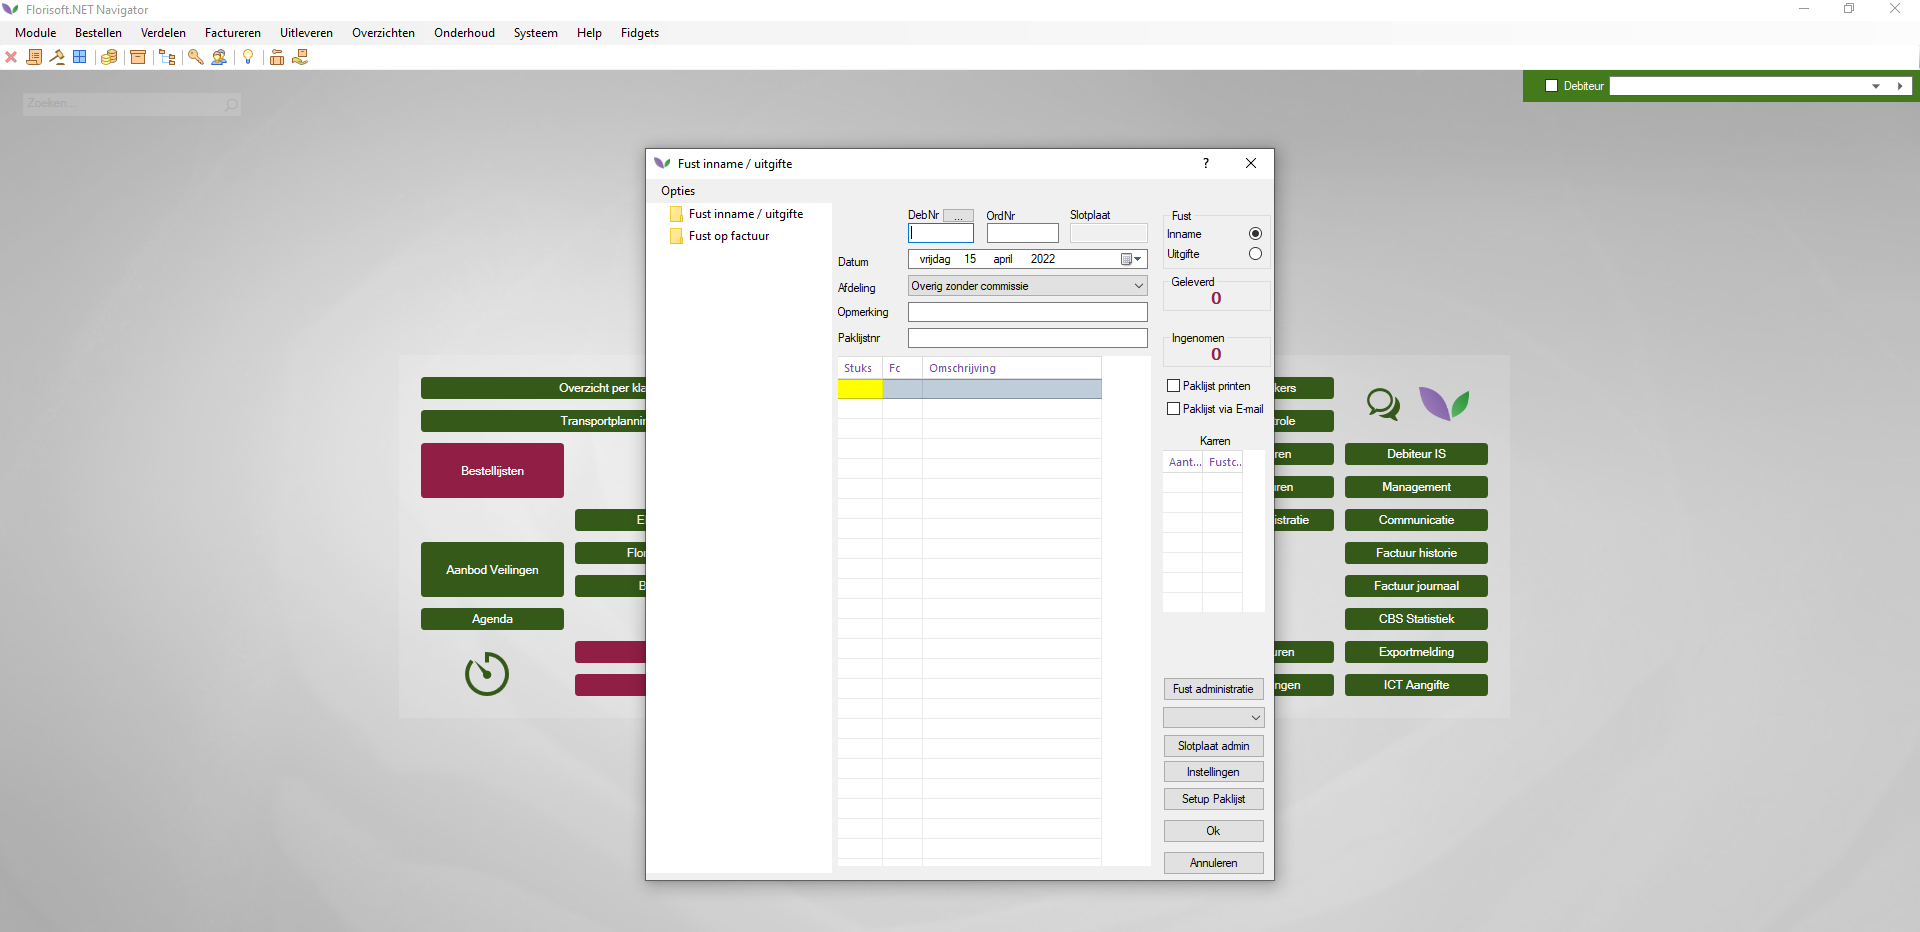 Florisoft.NET Navigator
Module Bestellen Verdelen Factureren Uitleveren Overzichten Onderhoud Systeem Help Fidgets
Zoeken...
Debiteur
Fust inname / uitgifte
?
Opties
Fust inname / uitgifte
Fust op factuur
DebNr ... OrdNr Slotplaat
Datum vrijdag 15 april 2022
Afdeling Overig zonder commissie
Opmerking
Paklijstnr
Stuks Fc Omschrijving
Fust
Inname
Uitgifte
Geleverd
0
Ingenomen
0
Paklijst printen
Paklijst via E-mail
Karren
Aant... Fustc..
Fust administratie
Slotplaat admin
Instellingen
Setup Paklijst
Ok
Annuleren
Overzicht per kla
Transportplannin
Bestellijsten
E
Flor
Aanbod Veilingen
B
Agenda
kers
role
ren
ren
istratie
uren
ngen
Debiteur IS
Management
Communicatie
Factuur historie
Factuur journaal
CBS Statistiek
Exportmelding
ICT Aangifte